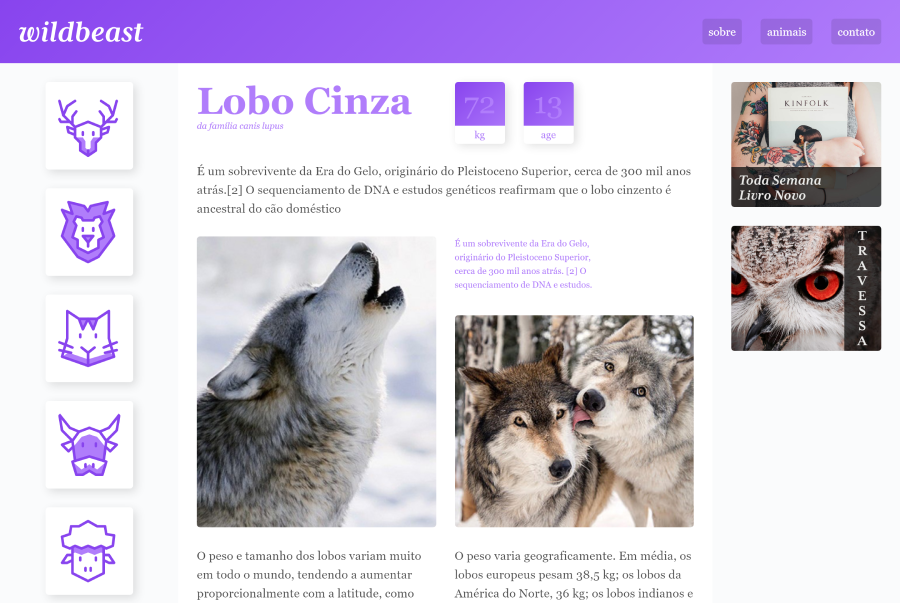 wildbeast
sobre
animais
contato
Lobo Cinza
da família canis lupus
72
kg
13
age
É um sobrevivente da Era do Gelo, originário do Pleistoceno Superior, cerca de 300 mil anos
atrás.[2] O sequenciamento de DNA e estudos genéticos reafirmam que o lobo cinzento é
ancestral do cão doméstico
É um sobrevivente da Era do Gelo,
originário do Pleistoceno Superior,
cerca de 300 mil anos atrás. [2] O
sequenciamento de DNA e estudos.
O peso e tamanho dos lobos variam muito
em todo o mundo, tendendo a aumentar
proporcionalmente com a latitude, como
O peso varia geograficamente. Em média, os
lobos europeus pesam 38,5 kg; os lobos da
América do Norte, 36 kg; os lobos indianos e
KINFOLK
Toda Semana
Livro Novo
TRAVESSA